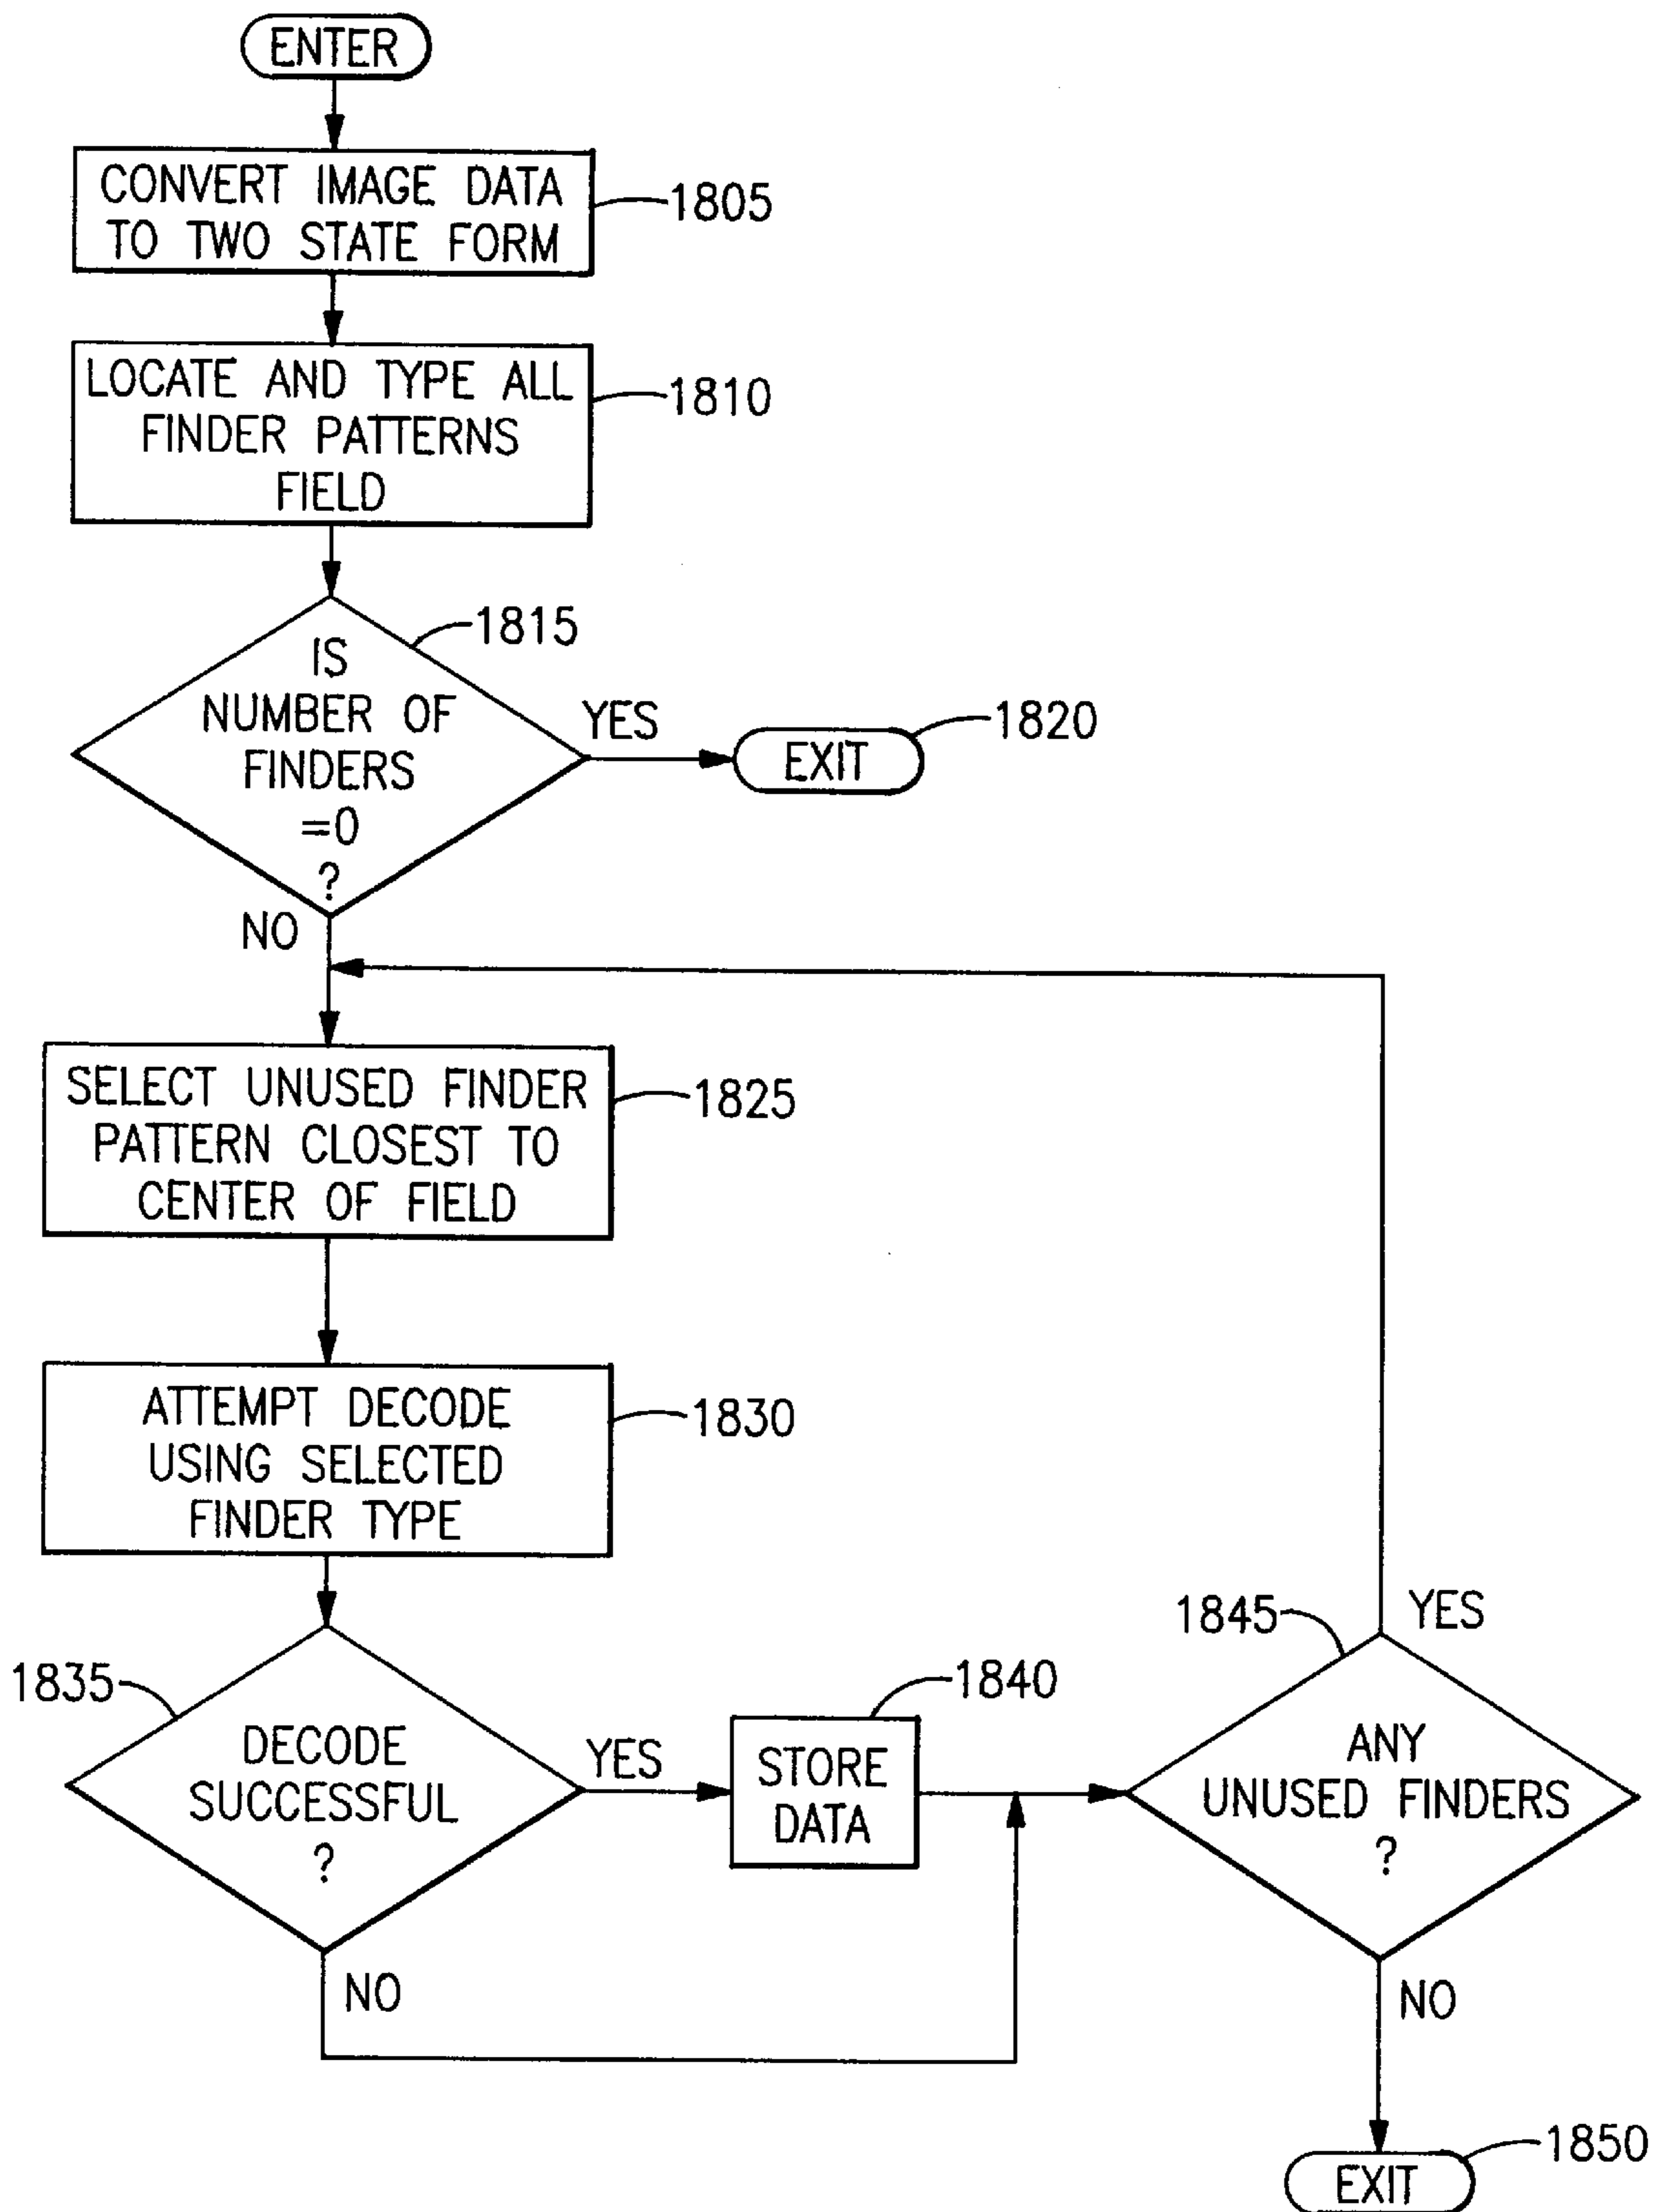 ENTER
CONVERT IMAGE DATA
TO TWO STATE FORM
1805
LOCATE AND TYPE ALL
FINDER PATTERNS
FIELD
1810
IS
NUMBER OF
FINDERS
=0
?
1815
YES
EXIT
1820
NO
SELECT UNUSED FINDER
PATTERN CLOSEST TO
CENTER OF FIELD
1825
ATTEMPT DECODE
USING SELECTED
FINDER TYPE
1830
1835
DECODE
SUCCESSFUL
?
YES
NO
STORE
DATA
1840
1845
ANY
UNUSED FINDERS
?
YES
NO
EXIT
1850